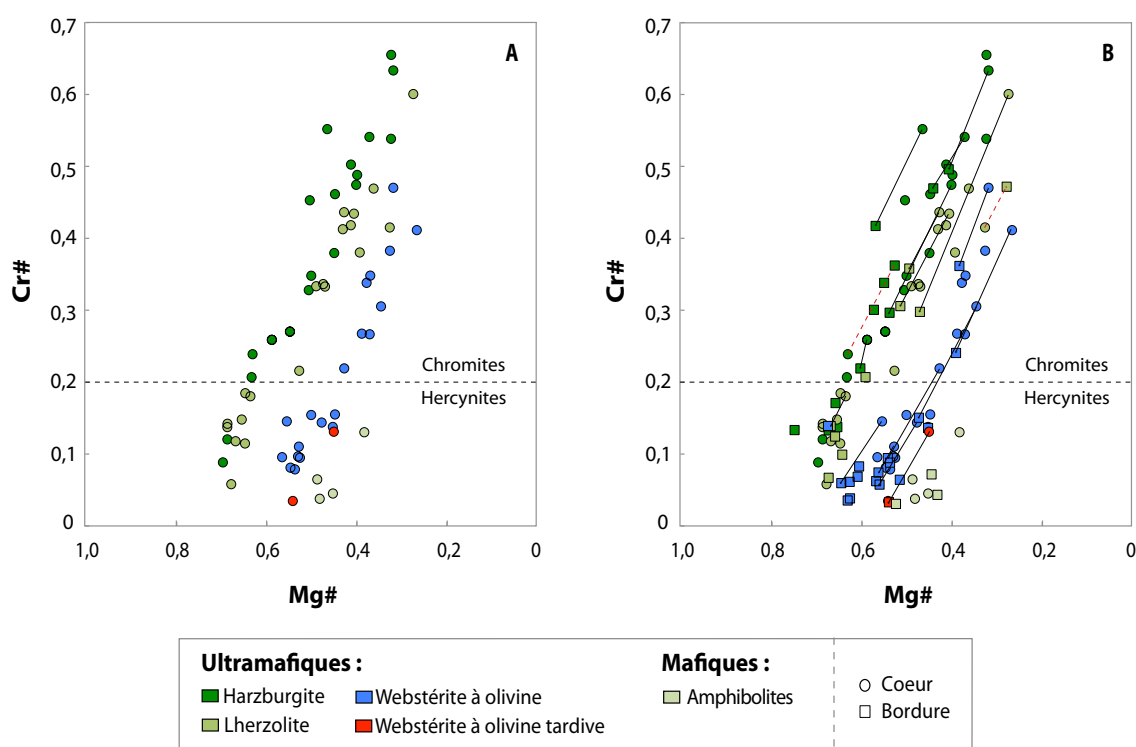 A
0,7
0,6
0,5
0,4
0,3
0,2
0,1
0
Cr#
Chromites
Hercynites
1,0 0,8 0,6 0,4 0,2 0
Mg#
B
0,7
0,6
0,5
0,4
0,3
0,2
0,1
0
Cr#
Chromites
Hercynites
1,0 0,8 0,6 0,4 0,2 0
Mg#
Ultramafiques : Mafiques :
Harzburgite Webstérite à olivine Amphibolites Coeur
Lherzolite Webstérite à olivine tardive Bordure